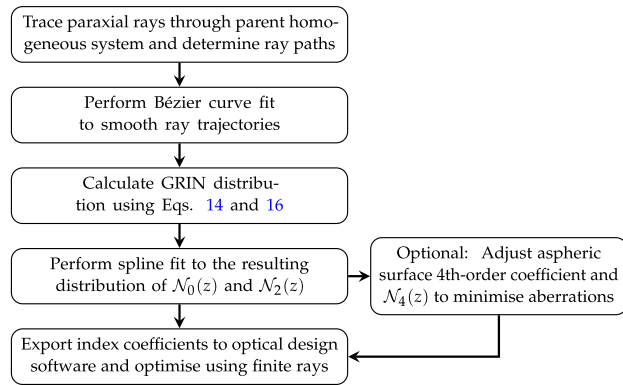 Trace paraxial rays through parent homo-
geneous system and determine ray paths
Perform Bézier curve fit
to smooth ray trajectories
Calculate GRIN distribu-
tion using Eqs. 14 and 16
Perform spline fit to the resulting
distribution of 𝒩₀(z) and 𝒩₂(z)
Optional: Adjust aspheric
surface 4th-order coefficient and
𝒩₄(z) to minimise aberrations
Export index coefficients to optical design
software and optimise using finite rays